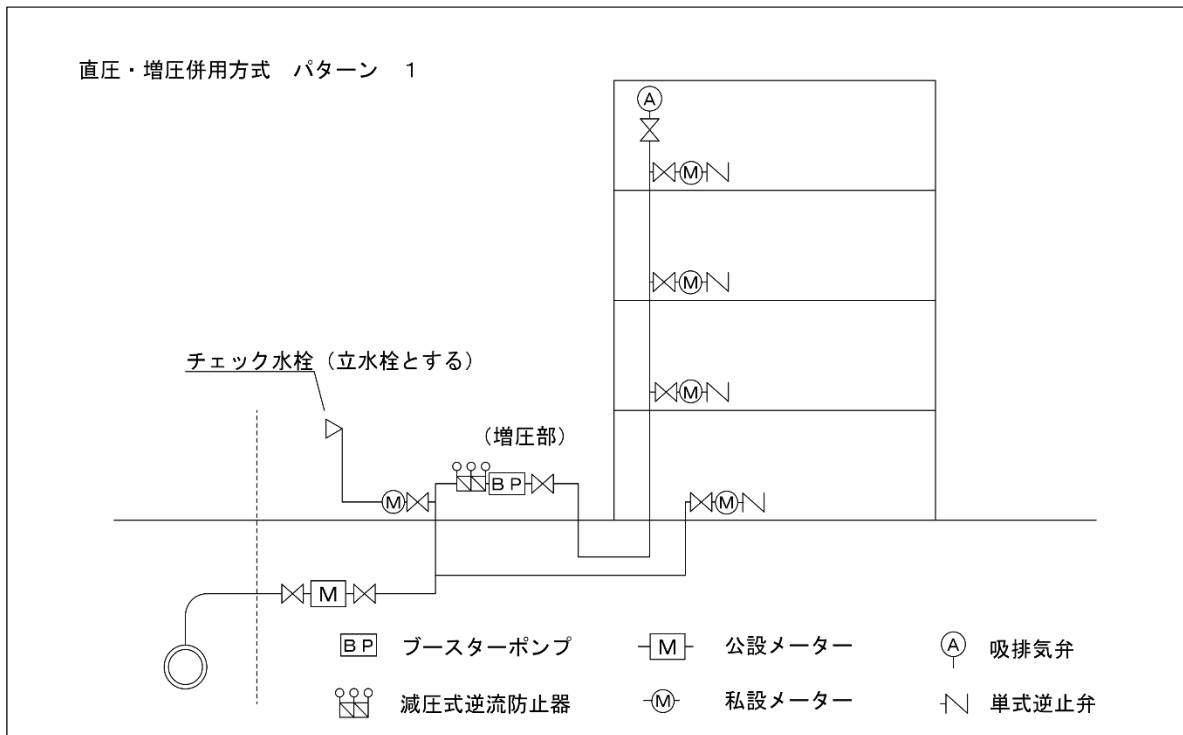 直圧・増圧併用方式　パターン　１
A
M
M
チェック水栓（立水栓とする）
M
（増圧部）
BP
M
M
M
BP　ブースターポンプ
M　公設メーター
A　吸排気弁
減圧式逆流防止器
M　私設メーター
単式逆止弁